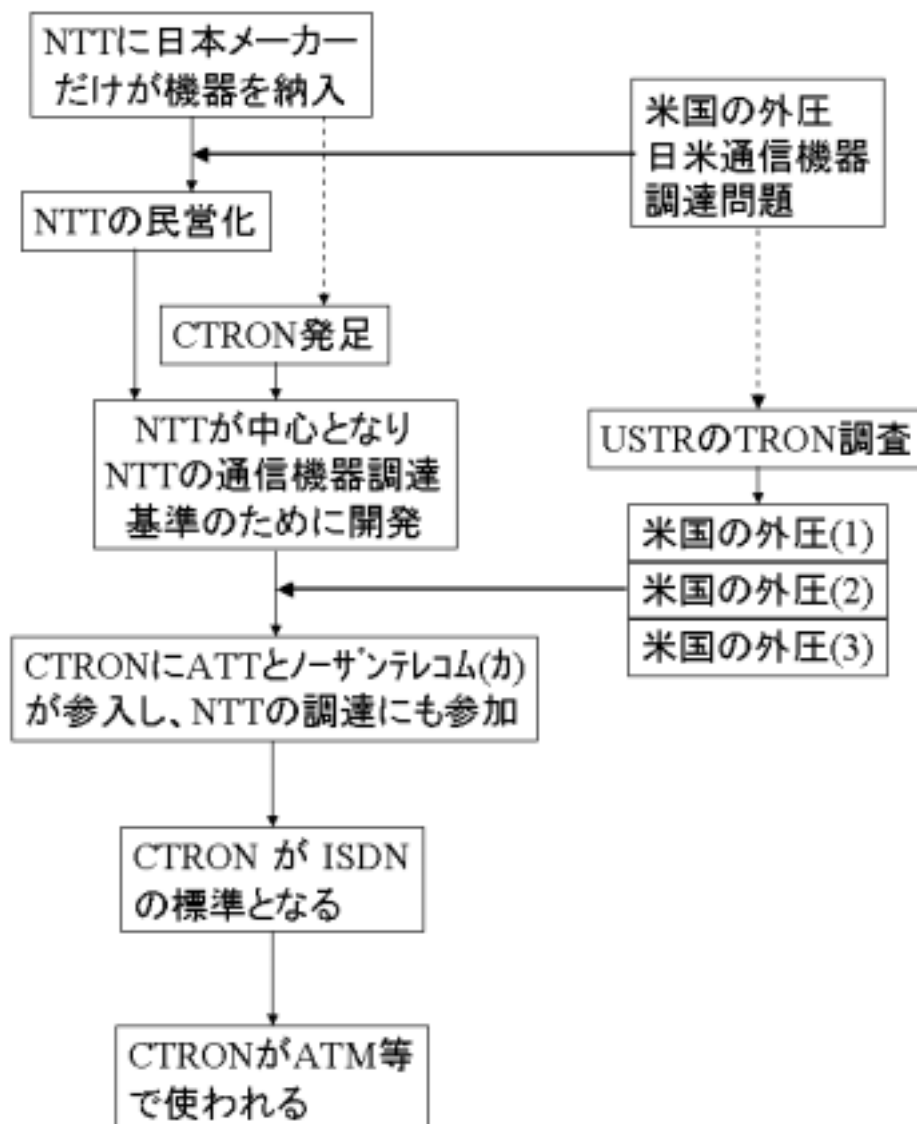 NTTに日本メーカー
だけが機器を納入
米国の外圧
日米通信機器
調達問題
NTTの民営化
CTRON発足
NTTが中心となり
NTTの通信機器調達
基準のために開発
USTRのTRON調査
米国の外圧(1)
米国の外圧(2)
米国の外圧(3)
CTRONにATTとﾉｰｻﾞﾝﾃﾚｺﾑ(カ)
が参入し、NTTの調達にも参加
CTRON が ISDN
の標準となる
CTRONがATM等
で使われる